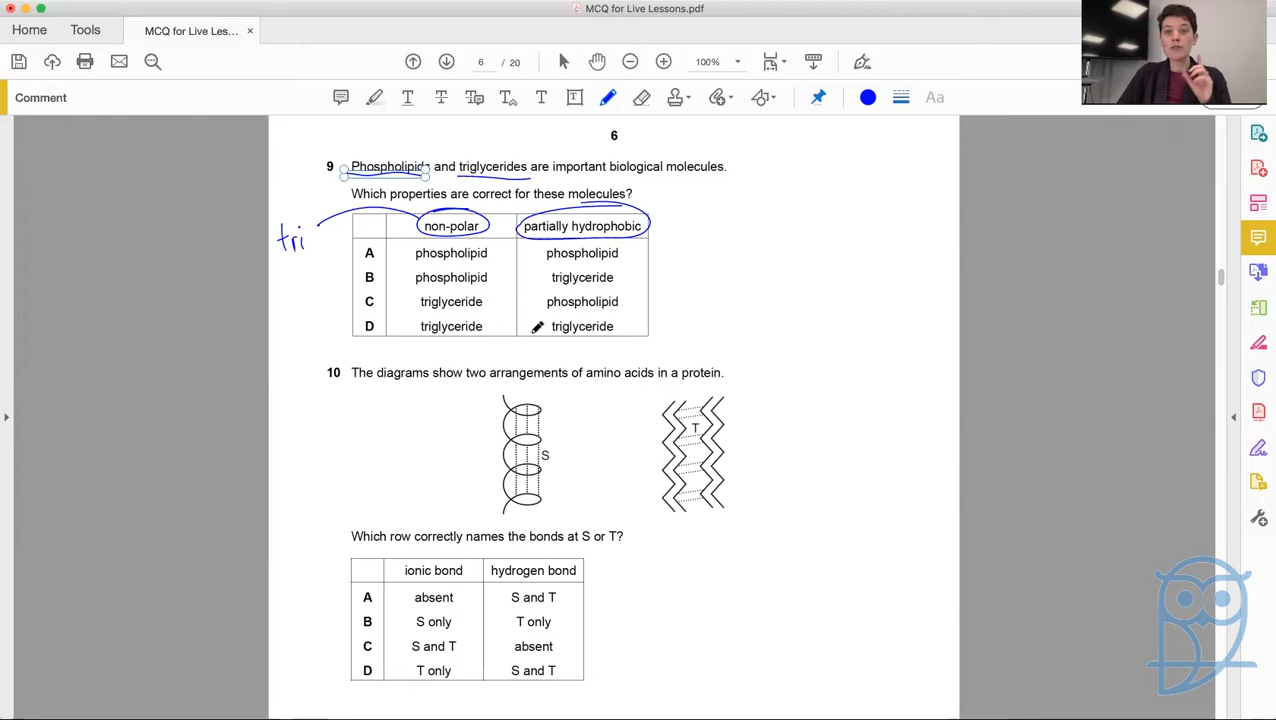 MCQ for Live Lessons.pdf
Home
Tools
MCQ for Live Les...
×
6 / 20
100%
Comment
Aa
6
9 Phospholipids and triglycerides are important biological molecules.
Which properties are correct for these molecules?
tri
non-polar partially hydrophobic
A phospholipid phospholipid
B phospholipid triglyceride
C triglyceride phospholipid
D triglyceride triglyceride
10 The diagrams show two arrangements of amino acids in a protein.
T
S
Which row correctly names the bonds at S or T?
ionic bond hydrogen bond
A absent S and T
B S only T only
C S and T absent
D T only S and T